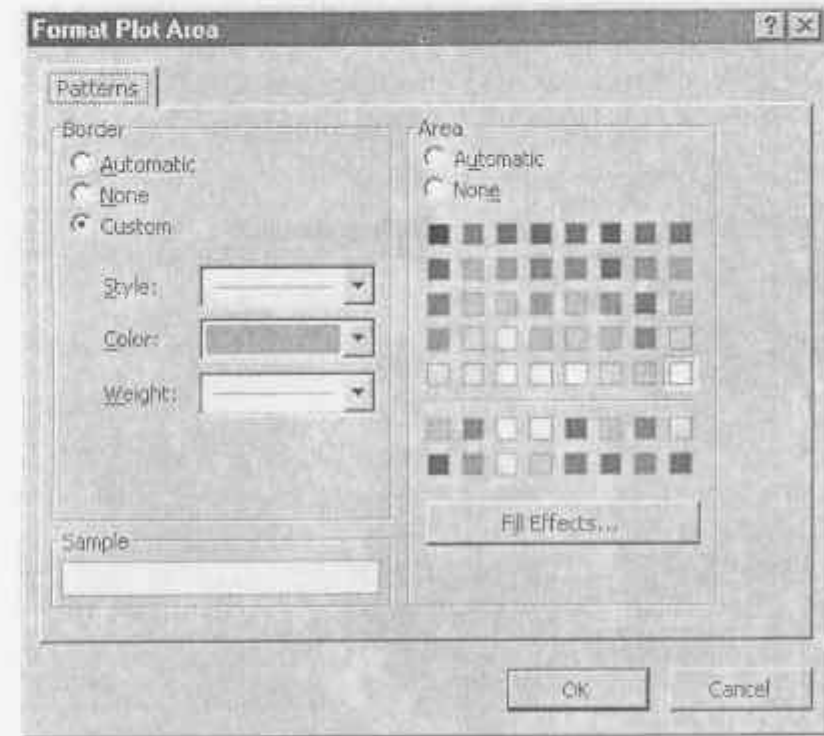 Format Plot Area
Patterns
Border
Automatic
None
Custom
Style:
Color:
Weight:
Sample
Area
Automatic
None
Fill Effects...
OK
Cancel